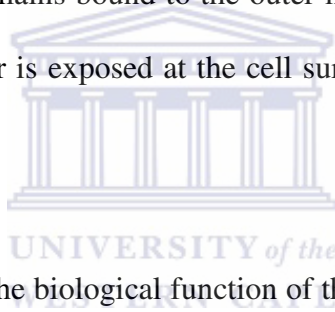 mains bound to the outer
r is exposed at the cell sur
UNIVERSITY of the
he biological function of th
WESTERN CAPE